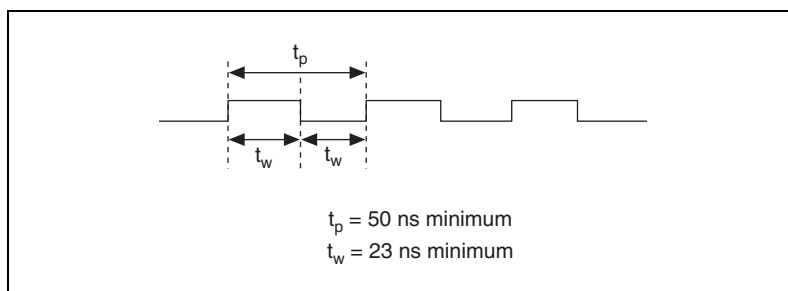 tp
tw tw
tp = 50 ns minimum
tw = 23 ns minimum